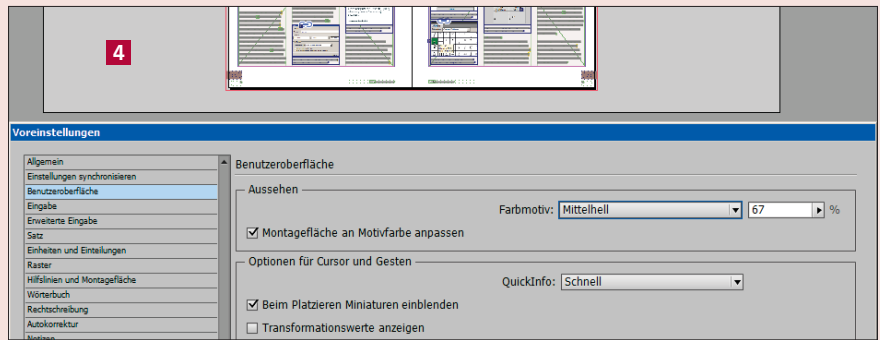 4
Voreinstellungen
Allgemein
Einstellungen synchronisieren
Benutzeroberfläche
Eingabe
Erweiterte Eingabe
Satz
Einheiten und Einteilungen
Raster
Hilfslinien und Montagefläche
Wörterbuch
Rechtschreibung
Autokorrektur
Notizen
Benutzeroberfläche
Aussehen
Farbmotiv: Mittelhell 67 %
Montagefläche an Motivfarbe anpassen
Optionen für Cursor und Gesten
QuickInfo: Schnell
Beim Platzieren Miniaturen einblenden
Transformationswerte anzeigen